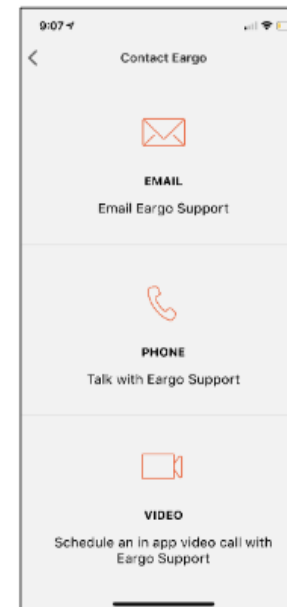 9:07
Contact Eargo
EMAIL
Email Eargo Support
PHONE
Talk with Eargo Support
VIDEO
Schedule an in app video call with
Eargo Support